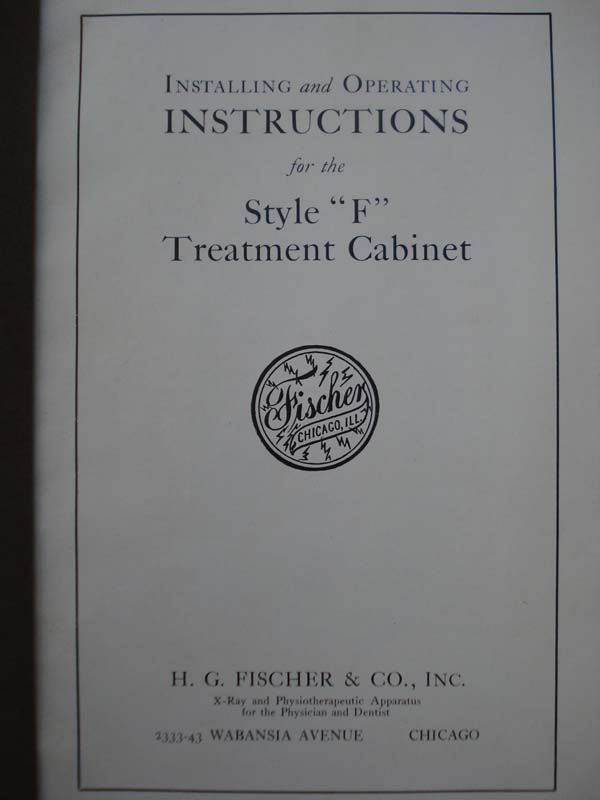 INSTALLING and OPERATING
INSTRUCTIONS
for the
Style "F"
Treatment Cabinet
Fischer
CHICAGO, ILL.
H. G. FISCHER & CO., INC.
X-Ray and Physiotherapeutic Apparatus
for the Physician and Dentist
2333-43 WABANSIA AVENUE CHICAGO